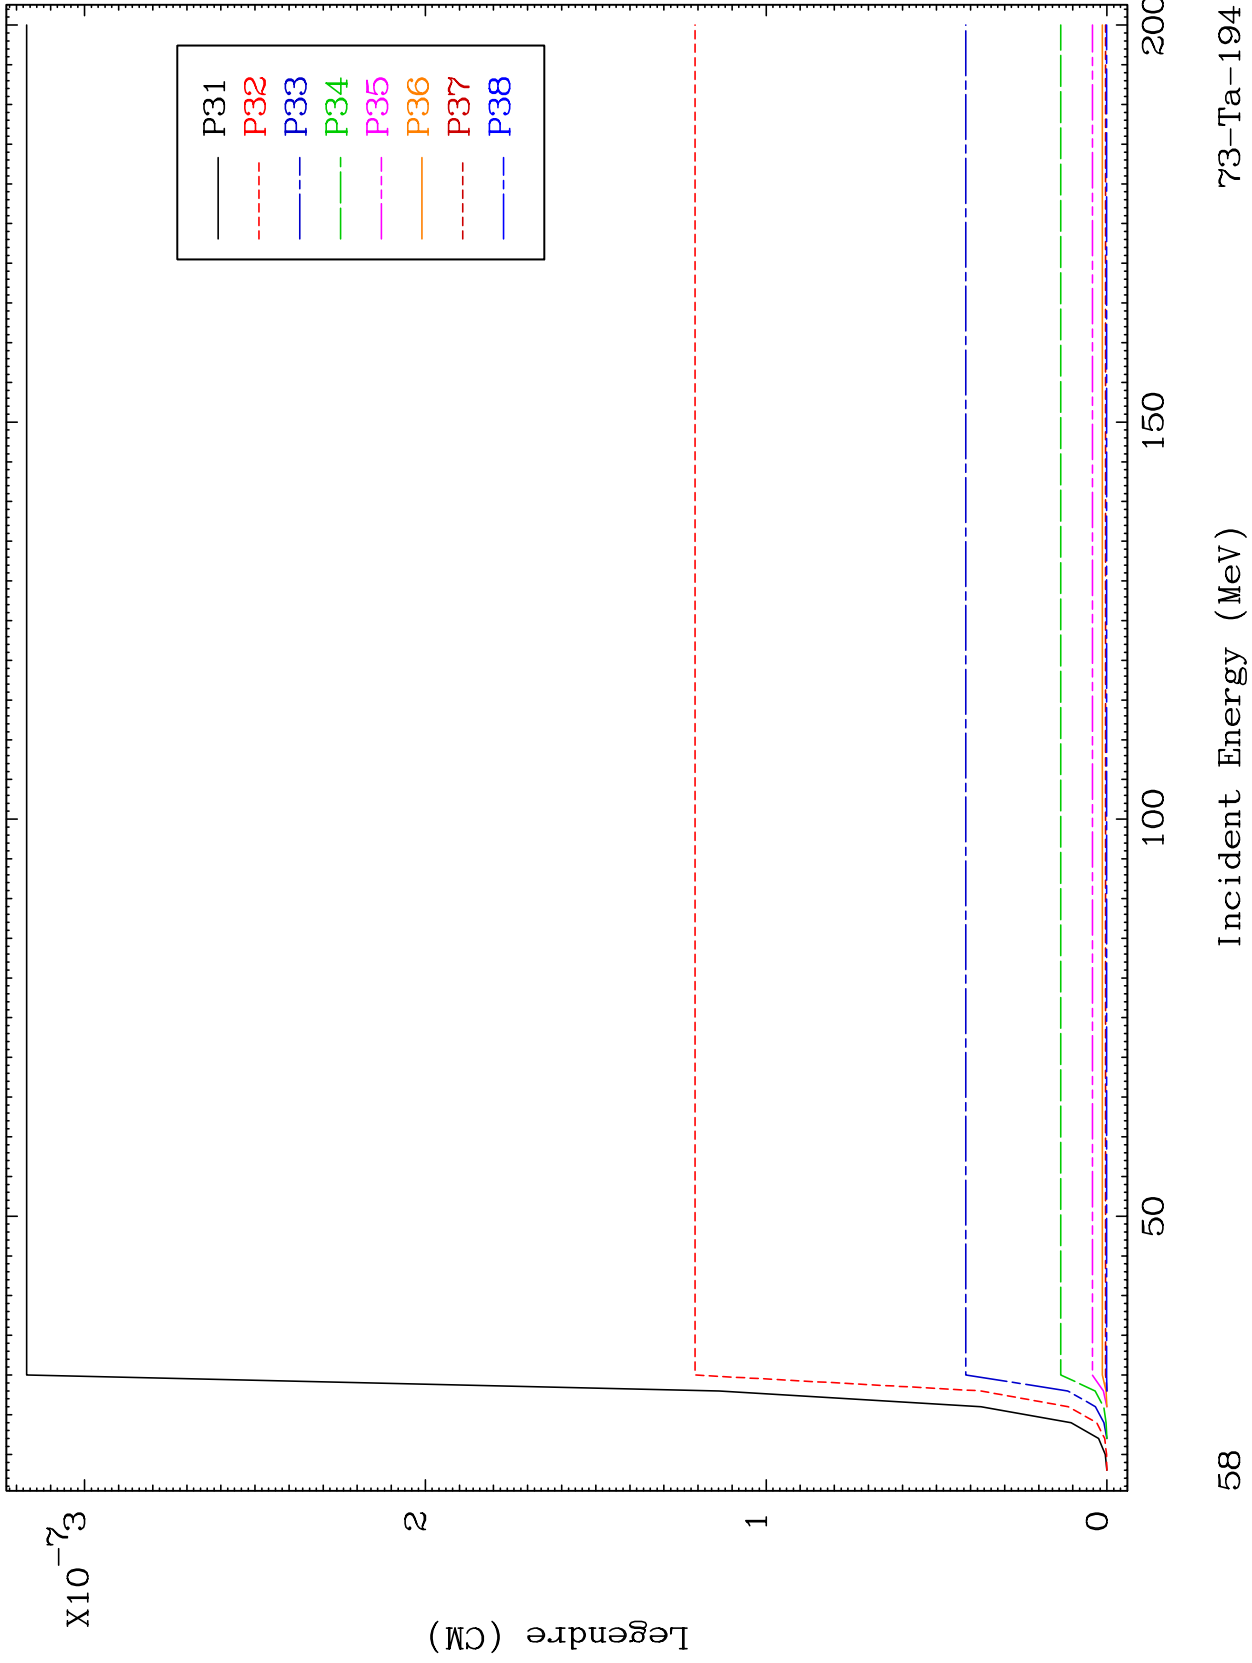 X10⁻⁷
3
2
1
0
Legendre (CM)
P31
P32
P33
P34
P35
P36
P37
P38
50
100
150
200
Incident Energy (MeV)
58
73-Ta-194